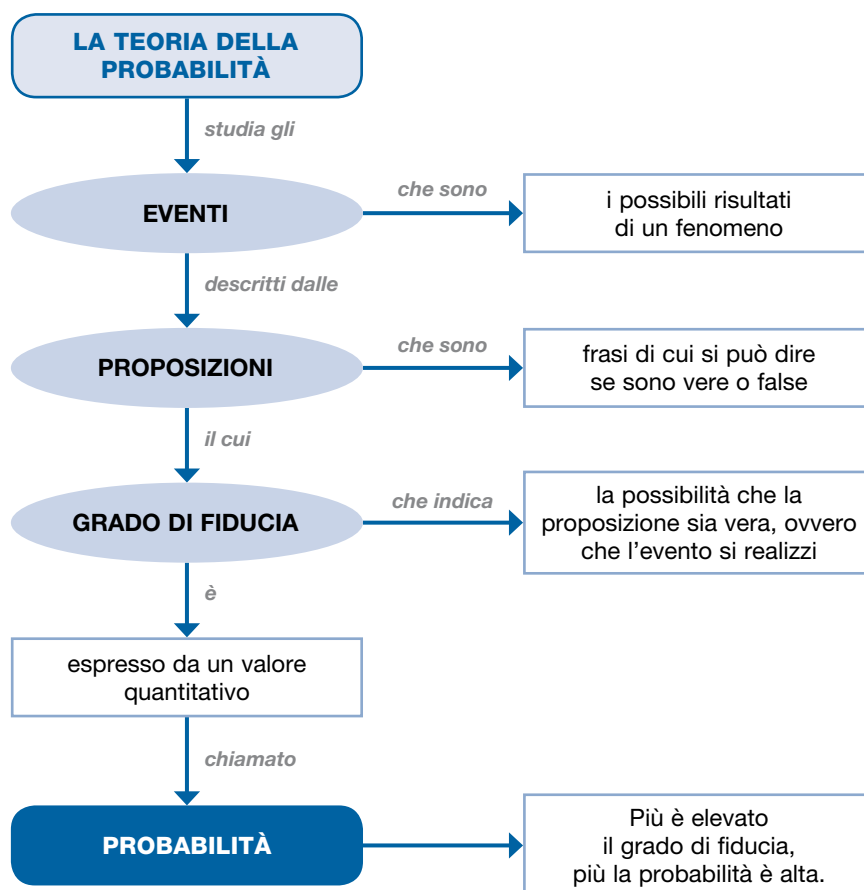 LA TEORIA DELLA
PROBABILITÀ
studia gli
EVENTI
che sono
i possibili risultati
di un fenomeno
descritti dalle
PROPOSIZIONI
che sono
frasi di cui si può dire
se sono vere o false
il cui
GRADO DI FIDUCIA
che indica
la possibilità che la
proposizione sia vera, ovvero
che l'evento si realizzi
è
espresso da un valore
quantitativo
chiamato
PROBABILITÀ
Più è elevato
il grado di fiducia,
più la probabilità è alta.